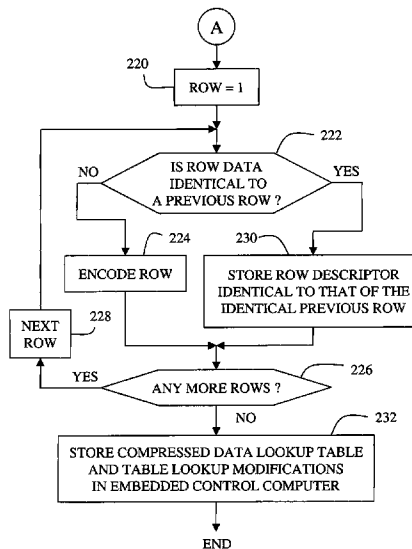 A
220
ROW = 1
222
NO
IS ROW DATA
IDENTICAL TO
A PREVIOUS ROW ?
YES
224
ENCODE ROW
230
STORE ROW DESCRIPTOR
IDENTICAL TO THAT OF THE
IDENTICAL PREVIOUS ROW
NEXT
ROW
228
YES
ANY MORE ROWS ?
226
NO
232
STORE COMPRESSED DATA LOOKUP TABLE
AND TABLE LOOKUP MODIFICATIONS
IN EMBEDDED CONTROL COMPUTER
END